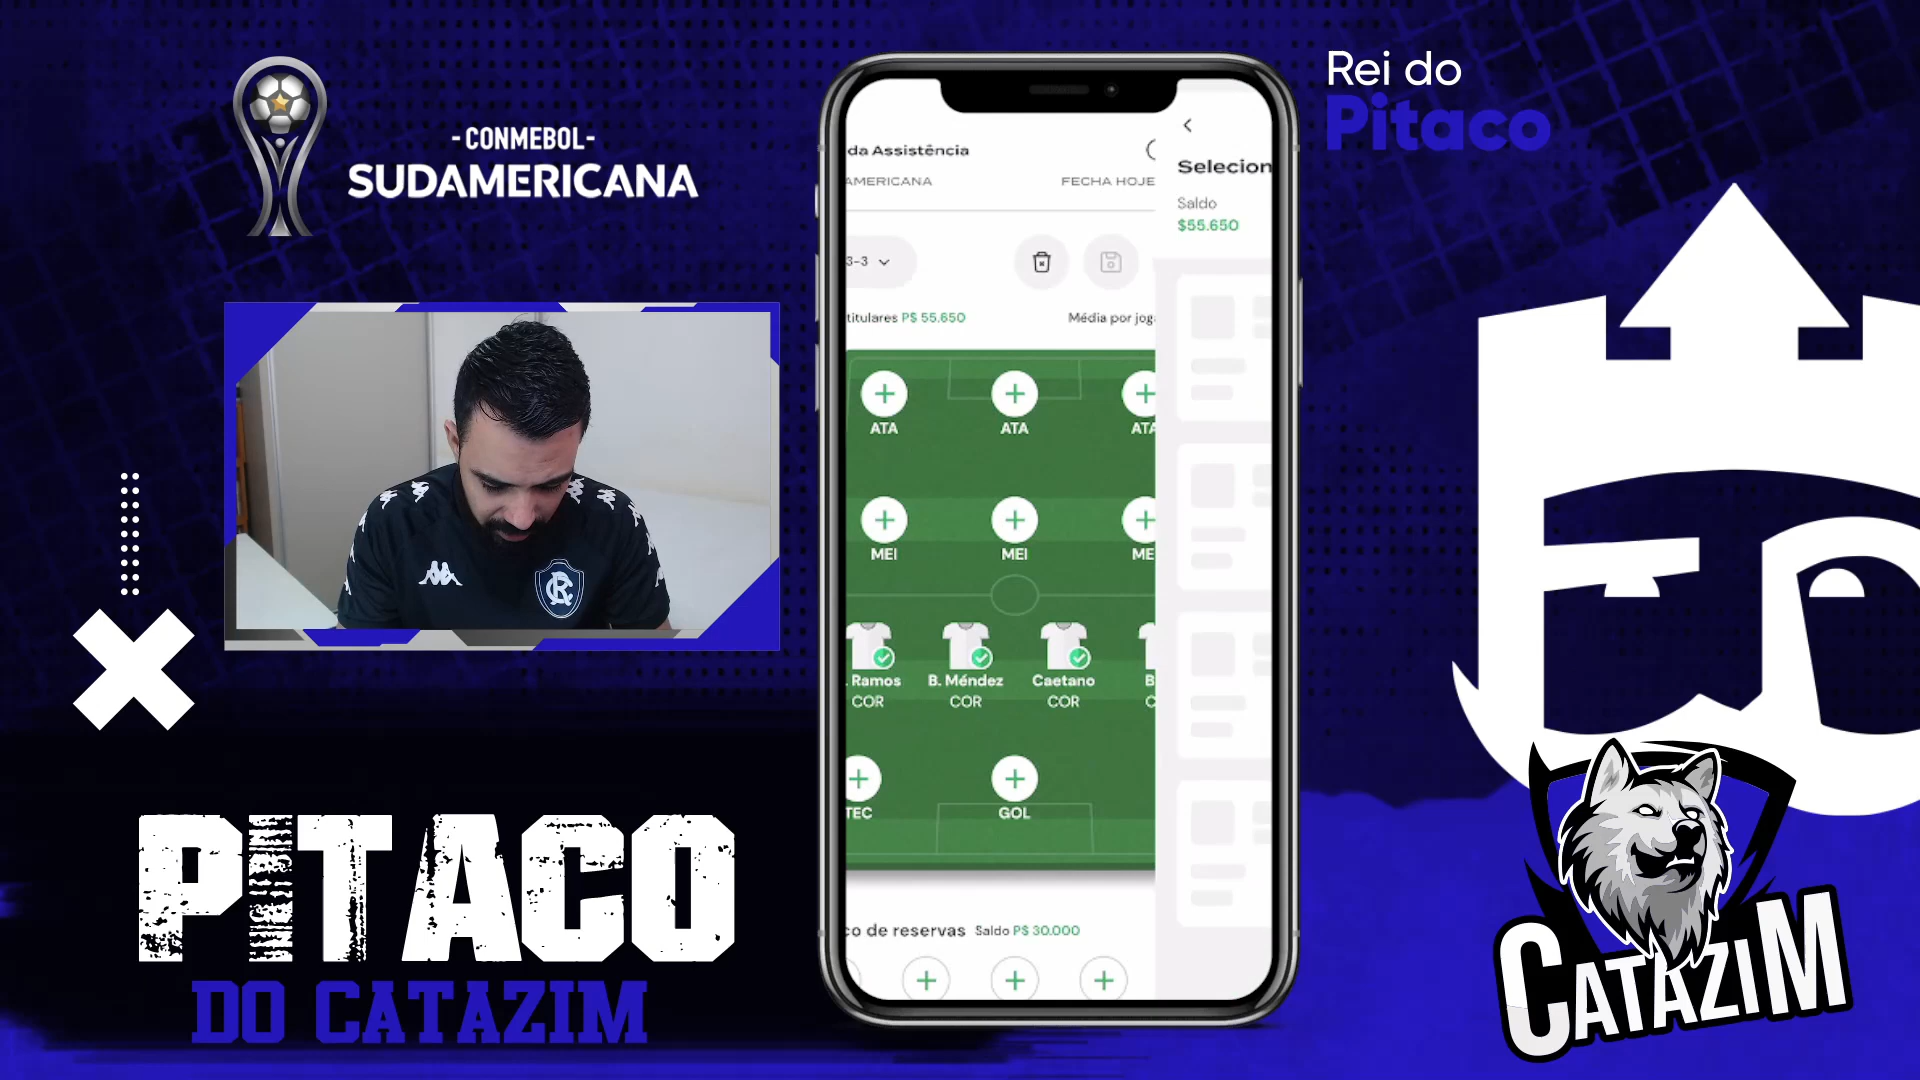 -CONMEBOL-
SUDAMERICANA
Rei do
Pitaco
da Assistência
AMERICANA
FECHA HOJE
3-3
titulares P$ 55.650
Média por jog
Selecion
Saldo
$55.650
ATA
ATA
ATA
MEI
MEI
ME
. Ramos
COR
B. Méndez
COR
Caetano
COR
B
C
TEC
GOL
co de reservas Saldo P$ 30.000
PITACO
DO CATAZIM
CATAZIM